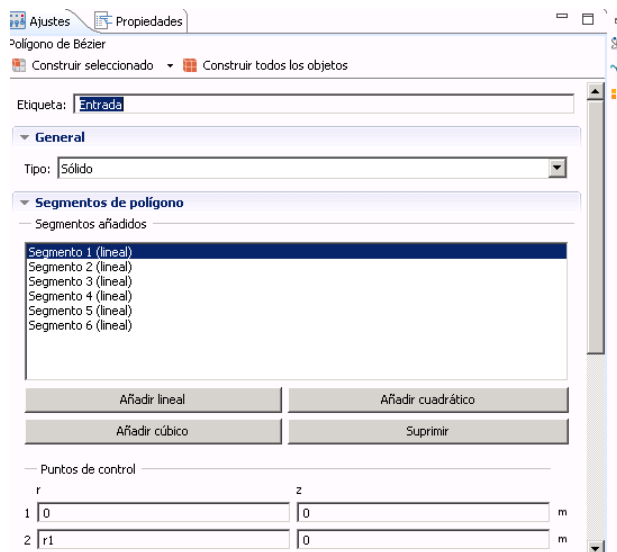 Ajustes Propiedades
Polígono de Bézier
Construir seleccionado Construir todos los objetos
Etiqueta: Entrada
General
Tipo: Sólido
Segmentos de polígono
Segmentos añadidos
Segmento 1 (lineal)
Segmento 2 (lineal)
Segmento 3 (lineal)
Segmento 4 (lineal)
Segmento 5 (lineal)
Segmento 6 (lineal)
Añadir lineal Añadir cuadrático
Añadir cúbico Suprimir
Puntos de control
r z
1 0 0 m
2 r1 0 m